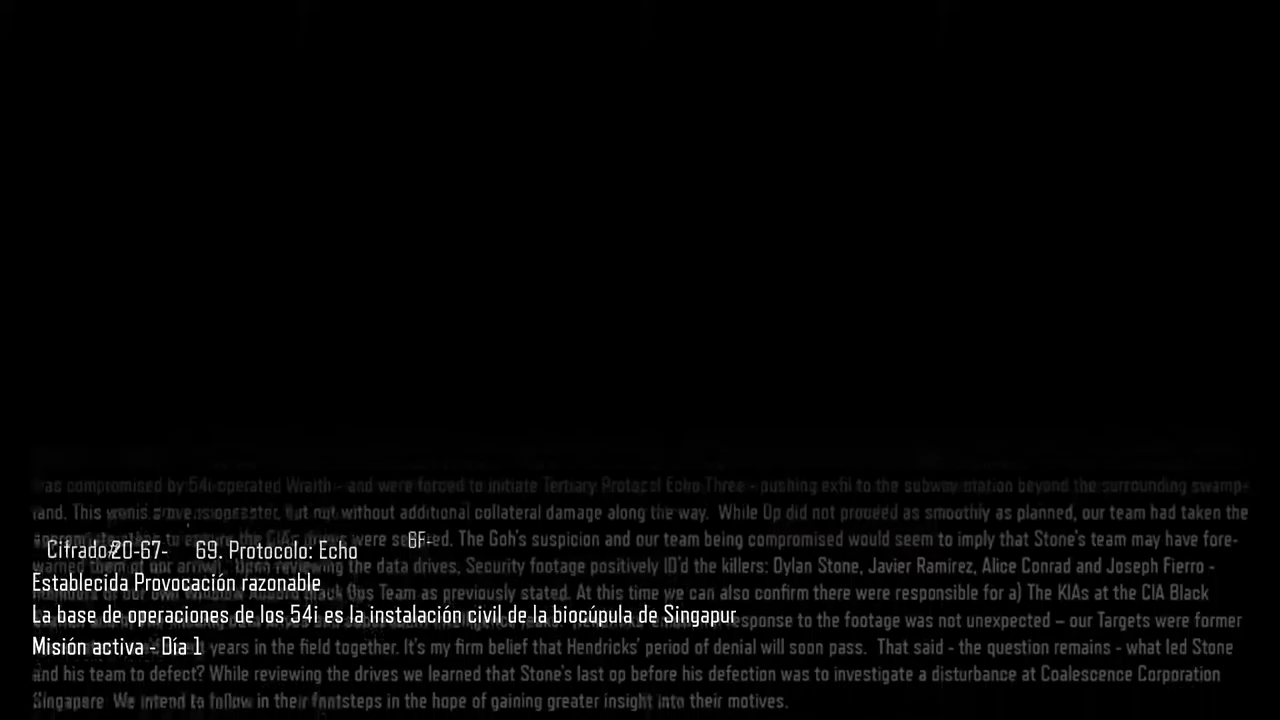 was compromised by 54i-operated Wraith - and were forced to initiate Tertiary Protocol Echo Three - pushing exfil to the subway station beyond the surrounding swamp-
land. This but not without additional collateral damage along the way. While Op did not proceed as smoothly as planned, our team had taken the
6F-
were secured. The Goh's suspicion and our team being compromised would seem to imply that Stone's team may have fore-
Cifrado#20-67- 69. Protocolo: Echo
warned them of our arrival. Upon reviewing the data drives, Security footage positively ID'd the killers: Dylan Stone, Javier Ramirez, Alice Conrad and Joseph Fierro -
Establecida Provocación razonable
Black Ops Team as previously stated. At this time we can also confirm there were responsible for a) The KIAs at the CIA Black
La base de operaciones de los 54i es la instalación civil de la biocúpula de Singapur
response to the footage was not unexpected – our Targets were former
Misión activa - Día 1
years in the field together. It's my firm belief that Hendricks' period of denial will soon pass. That said - the question remains - what led Stone
and his team to defect? While reviewing the drives we learned that Stone's last op before his defection was to investigate a disturbance at Coalescence Corporation
Singapore We intend to follow in their footsteps in the hope of gaining greater insight into their motives.